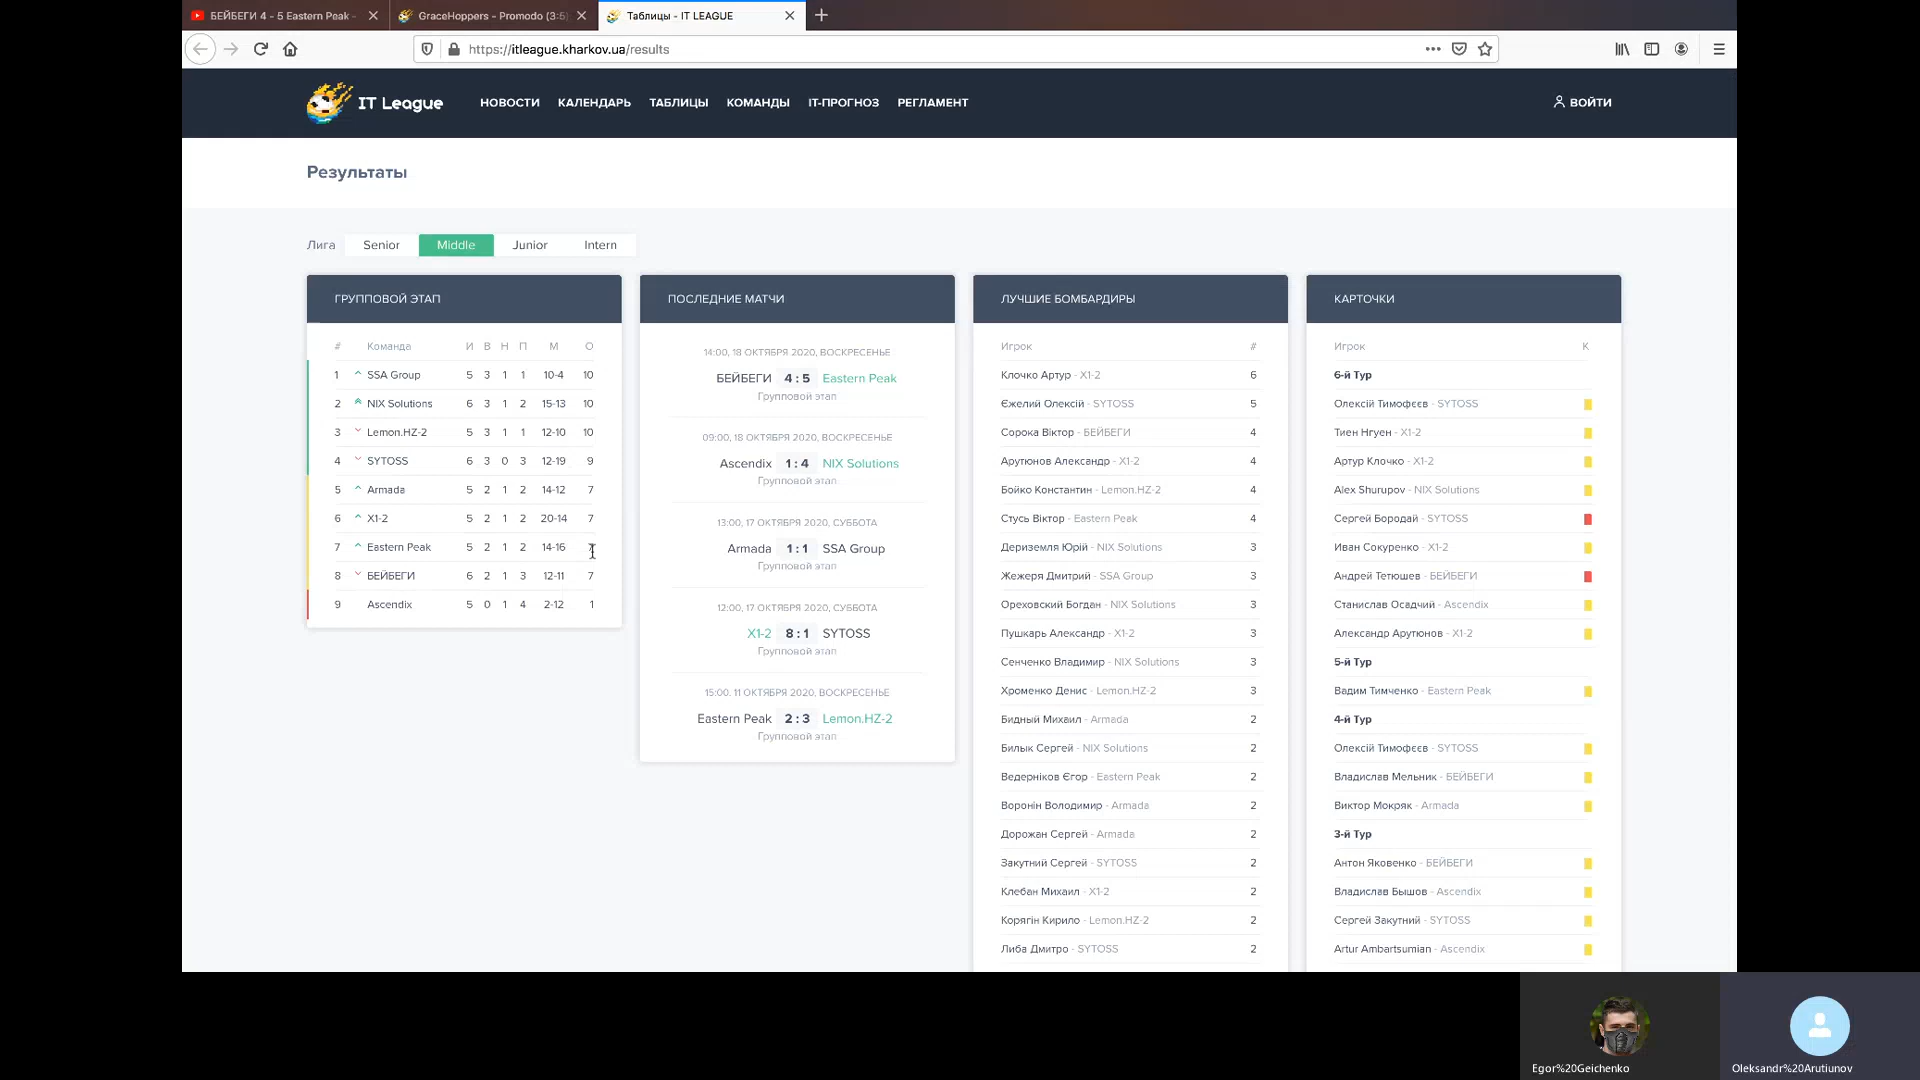 БЕЙБЕГИ 4 - 5 Eastern Peak -
GraceHoppers - Promodo (3:5)
Таблицы - IT LEAGUE
https://itleague.kharkov.ua/results
IT League
НОВОСТИ КАЛЕНДАРЬ ТАБЛИЦЫ КОМАНДЫ IT-ПРОГНОЗ РЕГЛАМЕНТ
ВОЙТИ
Результаты
Лига Senior Middle Junior Intern
ГРУППОВОЙ ЭТАП
# Команда И В Н П М О
1 SSA Group 5 3 1 1 10-4 10
2 NIX Solutions 6 3 1 2 15-13 10
3 Lemon.HZ-2 5 3 1 1 12-10 10
4 SYTOSS 6 3 0 3 12-19 9
5 Armada 5 2 1 2 14-12 7
6 X1-2 5 2 1 2 20-14 7
7 Eastern Peak 5 2 1 2 14-16 7
8 БЕЙБЕГИ 6 2 1 3 12-11 7
9 Ascendix 5 0 1 4 2-12 1
ПОСЛЕДНИЕ МАТЧИ
14:00, 18 ОКТЯБРЯ 2020, ВОСКРЕСЕНЬЕ
БЕЙБЕГИ 4 : 5 Eastern Peak
Групповой этап
09:00, 18 ОКТЯБРЯ 2020, ВОСКРЕСЕНЬЕ
Ascendix 1 : 4 NIX Solutions
Групповой этап
13:00, 17 ОКТЯБРЯ 2020, СУББОТА
Armada 1 : 1 SSA Group
Групповой этап
12:00, 17 ОКТЯБРЯ 2020, СУББОТА
X1-2 8 : 1 SYTOSS
Групповой этап
15:00, 11 ОКТЯБРЯ 2020, ВОСКРЕСЕНЬЕ
Eastern Peak 2 : 3 Lemon.HZ-2
Групповой этап
ЛУЧШИЕ БОМБАРДИРЫ
Игрок #
Клочко Артур - X1-2 6
Єжелий Олексій - SYTOSS 5
Сорока Віктор - БЕЙБЕГИ 4
Арутюнов Александр - X1-2 4
Бойко Константин - Lemon.HZ-2 4
Стусь Віктор - Eastern Peak 4
Дериземля Юрій - NIX Solutions 3
Жежеря Дмитрий - SSA Group 3
Ореховский Богдан - NIX Solutions 3
Пушкарь Александр - X1-2 3
Сенченко Владимир - NIX Solutions 3
Хроменко Денис - Lemon.HZ-2 3
Бидный Михаил - Armada 2
Билык Сергей - NIX Solutions 2
Ведерніков Єгор - Eastern Peak 2
Воронін Володимир - Armada 2
Дорожан Сергей - Armada 2
Закутний Сергей - SYTOSS 2
Клебан Михаил - X1-2 2
Корягін Кирило - Lemon.HZ-2 2
Либа Дмитро - SYTOSS 2
КАРТОЧКИ
Игрок К
6-й Тур
Олексій Тимофєєв - SYTOSS
Тиен Нгуен - X1-2
Артур Клочко - X1-2
Alex Shurupov - NIX Solutions
Сергей Бородай - SYTOSS
Иван Сокуренко - X1-2
Андрей Тетюшев - БЕЙБЕГИ
Станислав Осадчий - Ascendix
Александр Арутюнов - X1-2
5-й Тур
Вадим Тимченко - Eastern Peak
4-й Тур
Олексій Тимофєєв - SYTOSS
Владислав Мельник - БЕЙБЕГИ
Виктор Мокряк - Armada
3-й Тур
Антон Яковенко - БЕЙБЕГИ
Владислав Бышов - Ascendix
Сергей Закутний - SYTOSS
Artur Ambartsumian - Ascendix
Egor%20Geichenko
Oleksandr%20Arutiunov